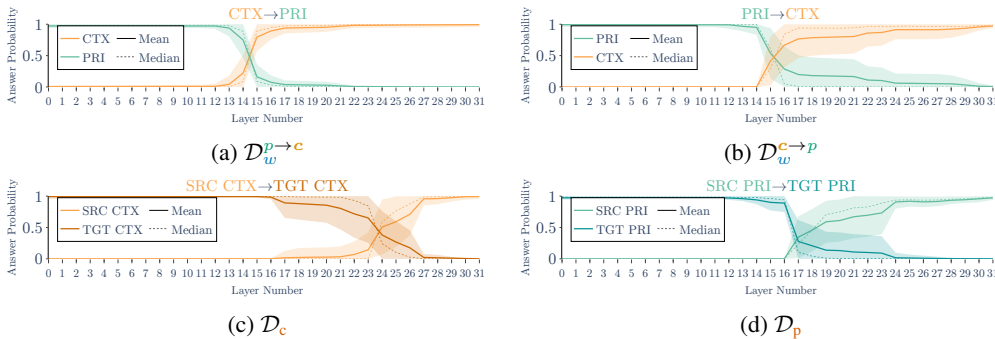 CTX→PRI
Answer Probability
1
0.5
0
CTX
Mean
PRI
Median
0 1 2 3 4 5 6 7 8 9 10 11 12 13 14 15 16 17 18 19 20 21 22 23 24 25 26 27 28 29 30 31
Layer Number
(a) 𝒟_w^{p→c}
PRI→CTX
Answer Probability
1
0.5
0
PRI
Mean
CTX
Median
0 1 2 3 4 5 6 7 8 9 10 11 12 13 14 15 16 17 18 19 20 21 22 23 24 25 26 27 28 29 30 31
Layer Number
(b) 𝒟_w^{c→p}
SRC CTX→TGT CTX
Answer Probability
1
0.5
0
SRC CTX
Mean
TGT CTX
Median
0 1 2 3 4 5 6 7 8 9 10 11 12 13 14 15 16 17 18 19 20 21 22 23 24 25 26 27 28 29 30 31
Layer Number
(c) 𝒟_c
SRC PRI→TGT PRI
Answer Probability
1
0.5
0
SRC PRI
Mean
TGT PRI
Median
0 1 2 3 4 5 6 7 8 9 10 11 12 13 14 15 16 17 18 19 20 21 22 23 24 25 26 27 28 29 30 31
Layer Number
(d) 𝒟_p